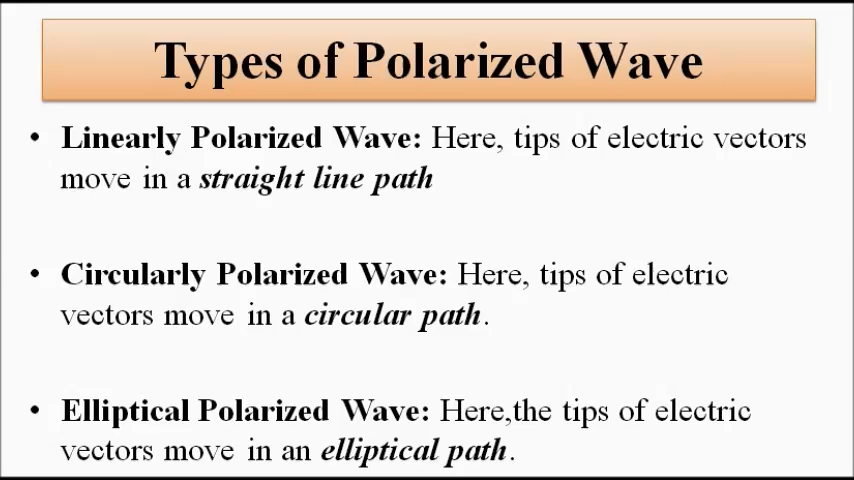 Types of Polarized Wave
• Linearly Polarized Wave: Here, tips of electric vectors
move in a straight line path
• Circularly Polarized Wave: Here, tips of electric
vectors move in a circular path.
• Elliptical Polarized Wave: Here,the tips of electric
vectors move in an elliptical path.